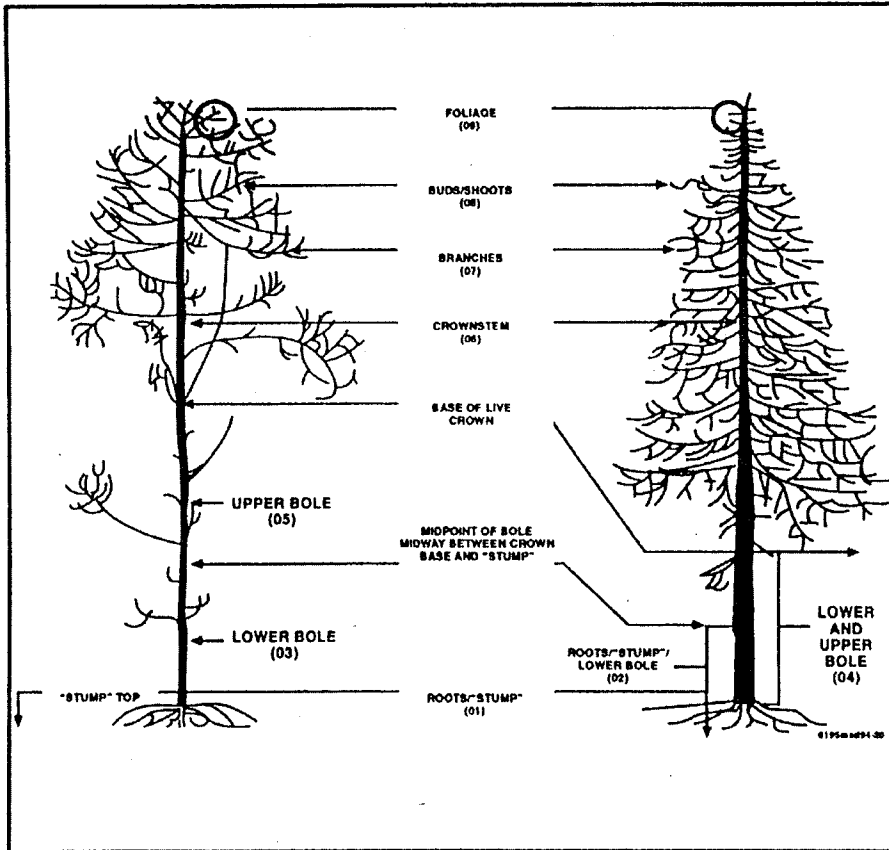 FOLIAGE
(09)
BUDS/SHOOTS
(08)
BRANCHES
(07)
CROWNSTEM
(06)
BASE OF LIVE
CROWN
UPPER BOLE
(05)
MIDPOINT OF BOLE
MIDWAY BETWEEN CROWN
BASE AND "STUMP"
LOWER BOLE
(03)
ROOTS/"STUMP"/
LOWER BOLE
(02)
LOWER
AND
UPPER
BOLE
(04)
"STUMP" TOP
ROOTS/"STUMP"
(01)